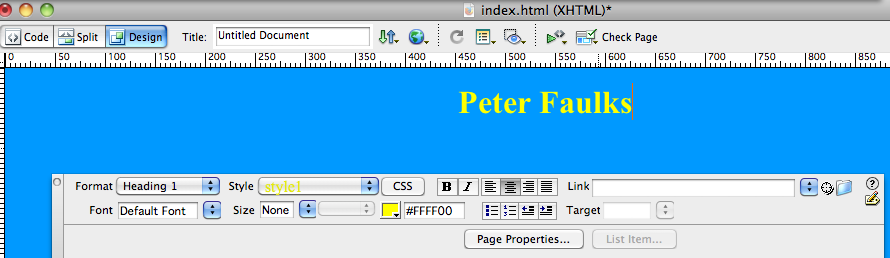 index.html (XHTML)*
Code Split Design Title: Untitled Document Check Page
0 50 100 150 200 250 300 350 400 450 500 550 600 650 700 750 800 850
Peter Faulks
Format Heading 1 Style style1 CSS B I Link
Font Default Font Size None #FFFF00 Target
Page Properties... List Item...